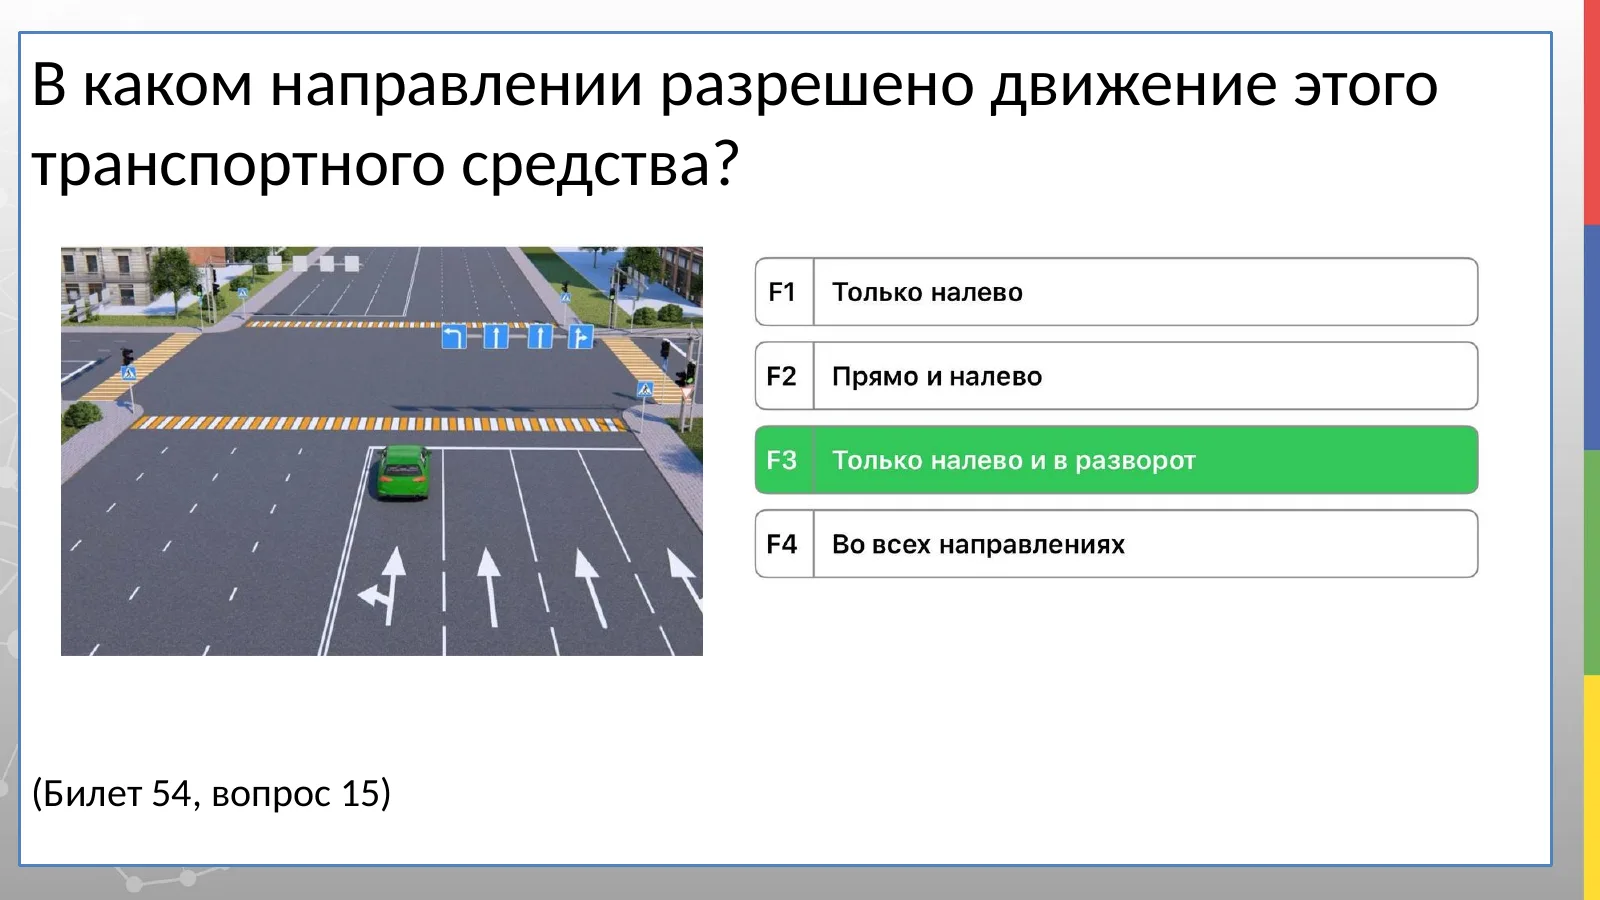 В каком направлении разрешено движение этого
транспортного средства?
F1 Только налево
F2 Прямо и налево
F3 Только налево и в разворот
F4 Во всех направлениях
(Билет 54, вопрос 15)